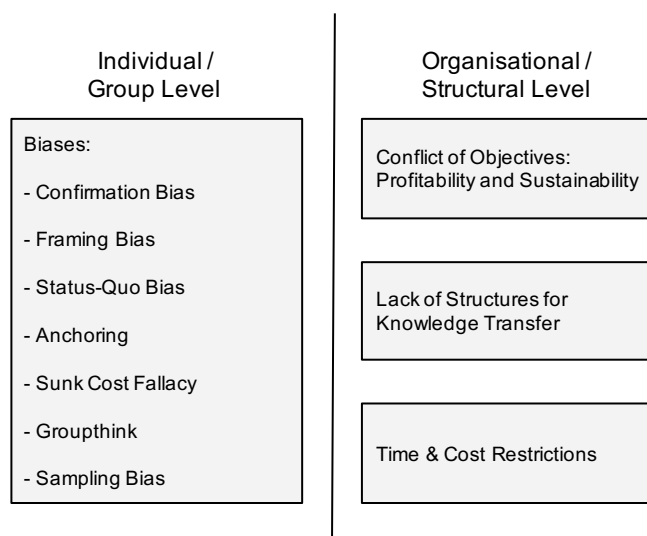 Individual /
Group Level
Biases:
- Confirmation Bias
- Framing Bias
- Status-Quo Bias
- Anchoring
- Sunk Cost Fallacy
- Groupthink
- Sampling Bias
Organisational /
Structural Level
Conflict of Objectives:
Profitability and Sustainability
Lack of Structures for
Knowledge Transfer
Time & Cost Restrictions